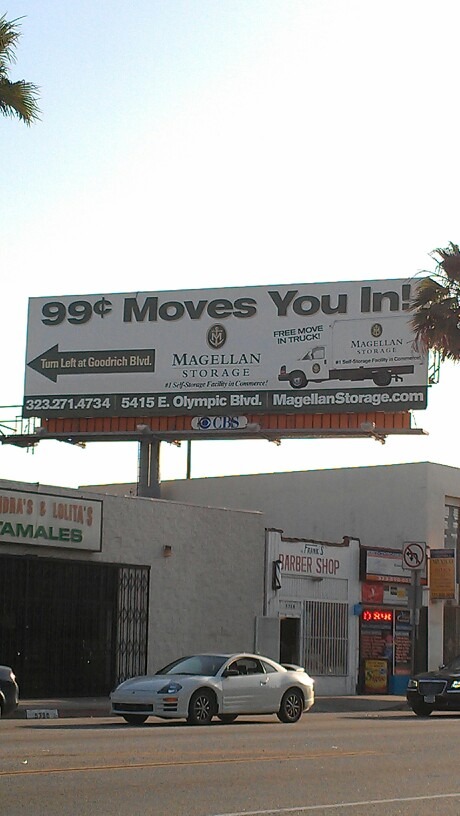 99¢ Moves You In!
Turn Left at Goodrich Blvd.
MAGELLAN
STORAGE
#1 Self-Storage Facility in Commerce!
FREE MOVE
IN TRUCK!
MAGELLAN
STORAGE
#1 Self-Storage Facility in Commerce!
323.271.4734 5415 E. Olympic Blvd. MagellanStorage.com
CBS
& LOLITA'S
TAMALES
FRANK'S
BARBER SHOP